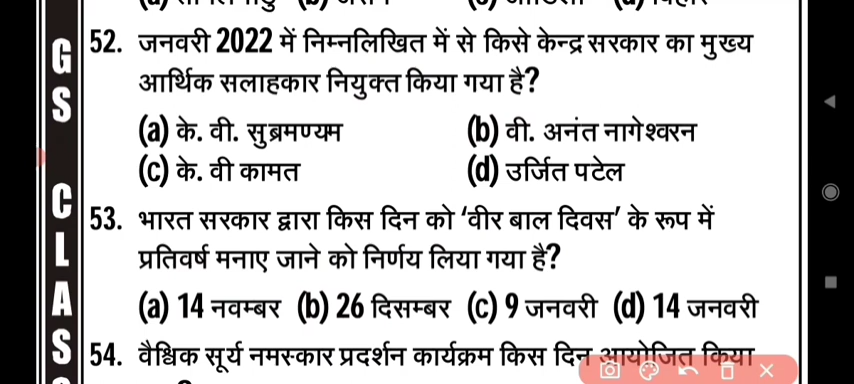 52. जनवरी 2022 में निम्नलिखित में से किसे केन्द्र सरकार का मुख्य
आर्थिक सलाहकार नियुक्त किया गया है?
(a) के. वी. सुब्रमण्यम (b) वी. अनंत नागेश्वरन
(c) के. वी कामत (d) उर्जित पटेल
53. भारत सरकार द्वारा किस दिन को ‘वीर बाल दिवस’ के रूप में
प्रतिवर्ष मनाए जाने को निर्णय लिया गया है?
(a) 14 नवम्बर (b) 26 दिसम्बर (c) 9 जनवरी (d) 14 जनवरी
54. वैश्विक सूर्य नमस्कार प्रदर्शन कार्यक्रम किस दिन आयोजित किया
GS CLASS